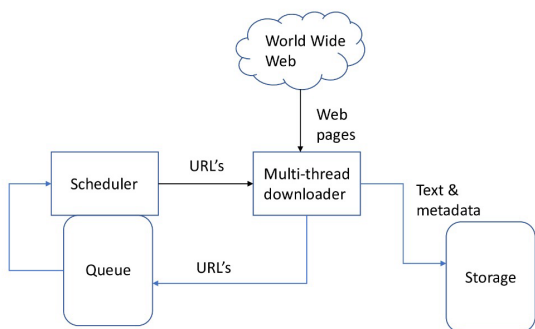 World Wide
Web
Web
pages
Scheduler
URL's
Multi-thread
downloader
Text &
metadata
Queue
URL's
Storage